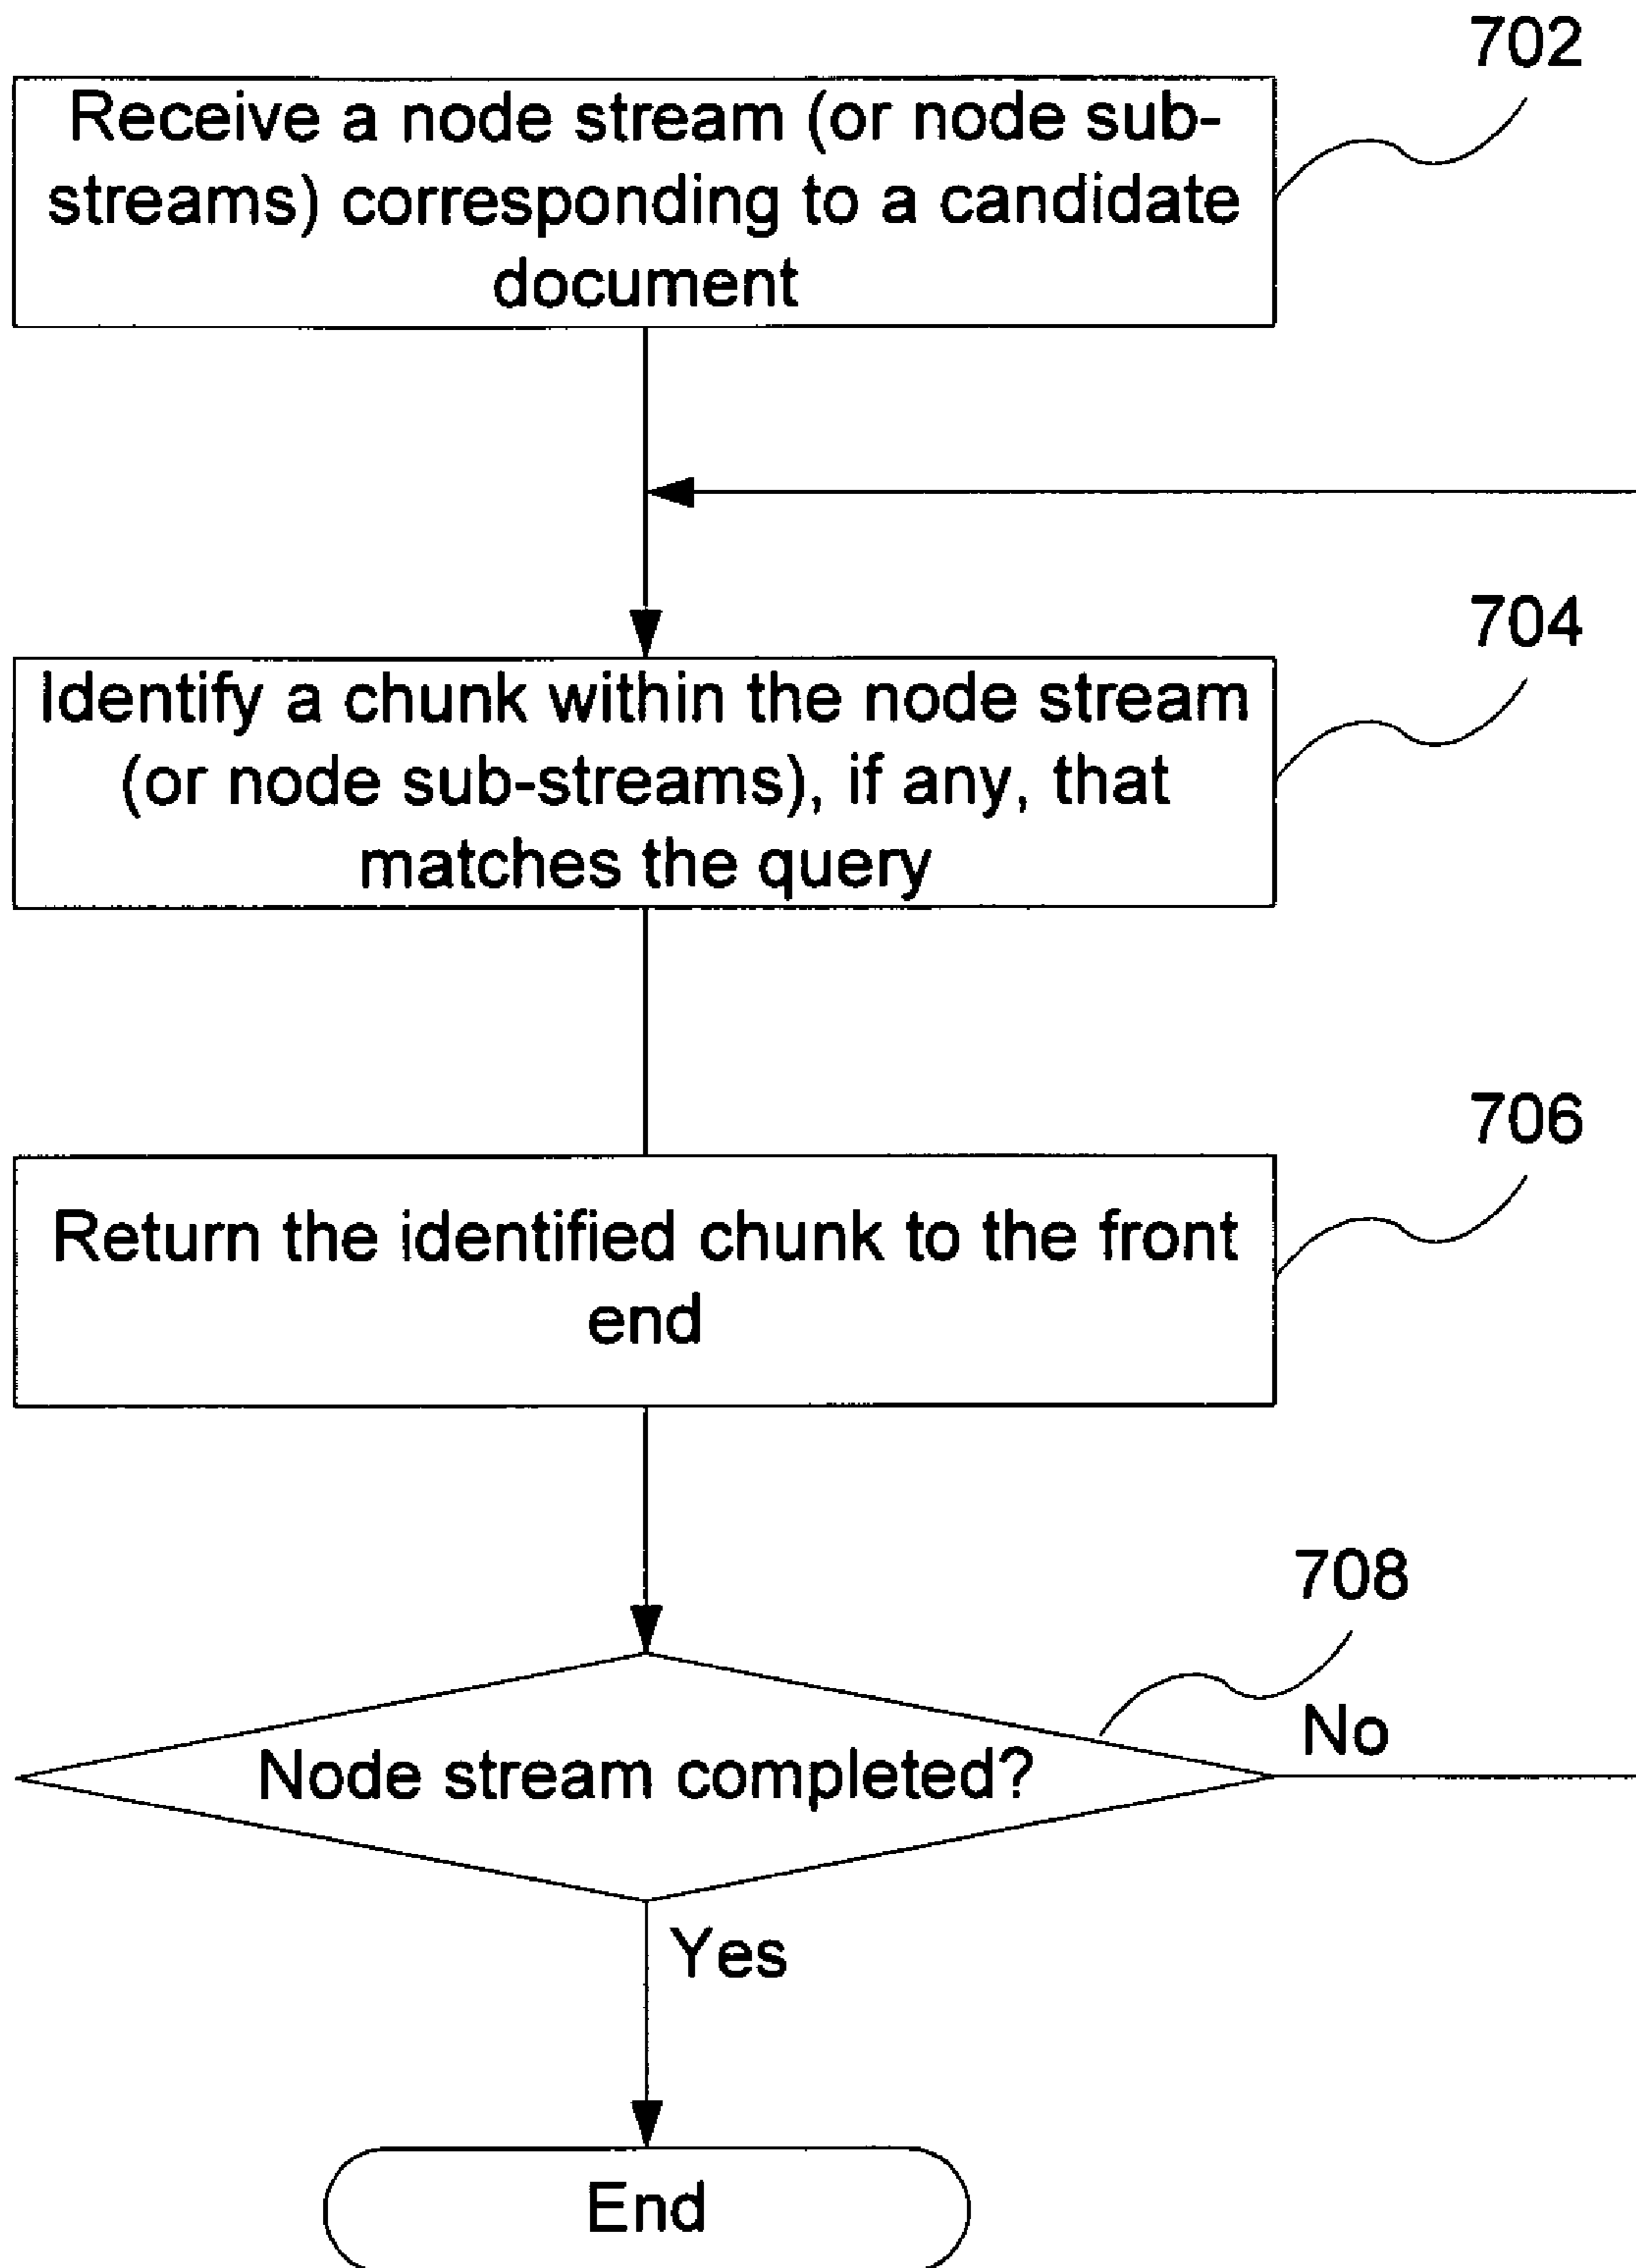 702
Receive a node stream (or node sub-
streams) corresponding to a candidate
document
704
Identify a chunk within the node stream
(or node sub-streams), if any, that
matches the query
706
Return the identified chunk to the front
end
708
Node stream completed?
No
Yes
End